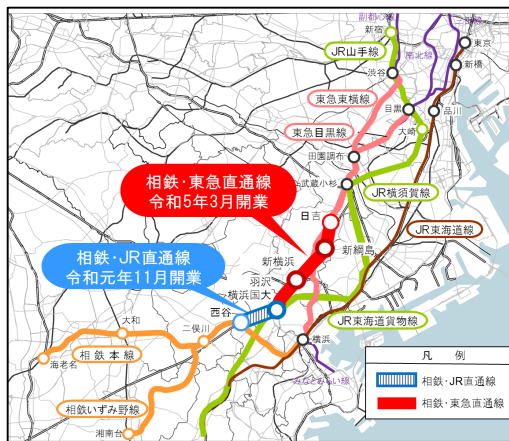 副都心線
新宿
JR山手線
南北線
東京
新橋
渋谷
東急東横線
目黒
品川
東急目黒線
大崎
田園調布
武蔵小杉
相鉄・東急直通線
令和5年3月開業
JR横須賀線
日吉
JR東海道線
相鉄・JR直通線
令和元年11月開業
新綱島
新横浜
羽沢
横浜国大
西谷
大和
二俣川
JR東海道貨物線
相鉄本線
海老名
横浜
みなとみらい線
相鉄いずみ野線
湘南台
凡 例
相鉄・JR直通線
相鉄・東急直通線